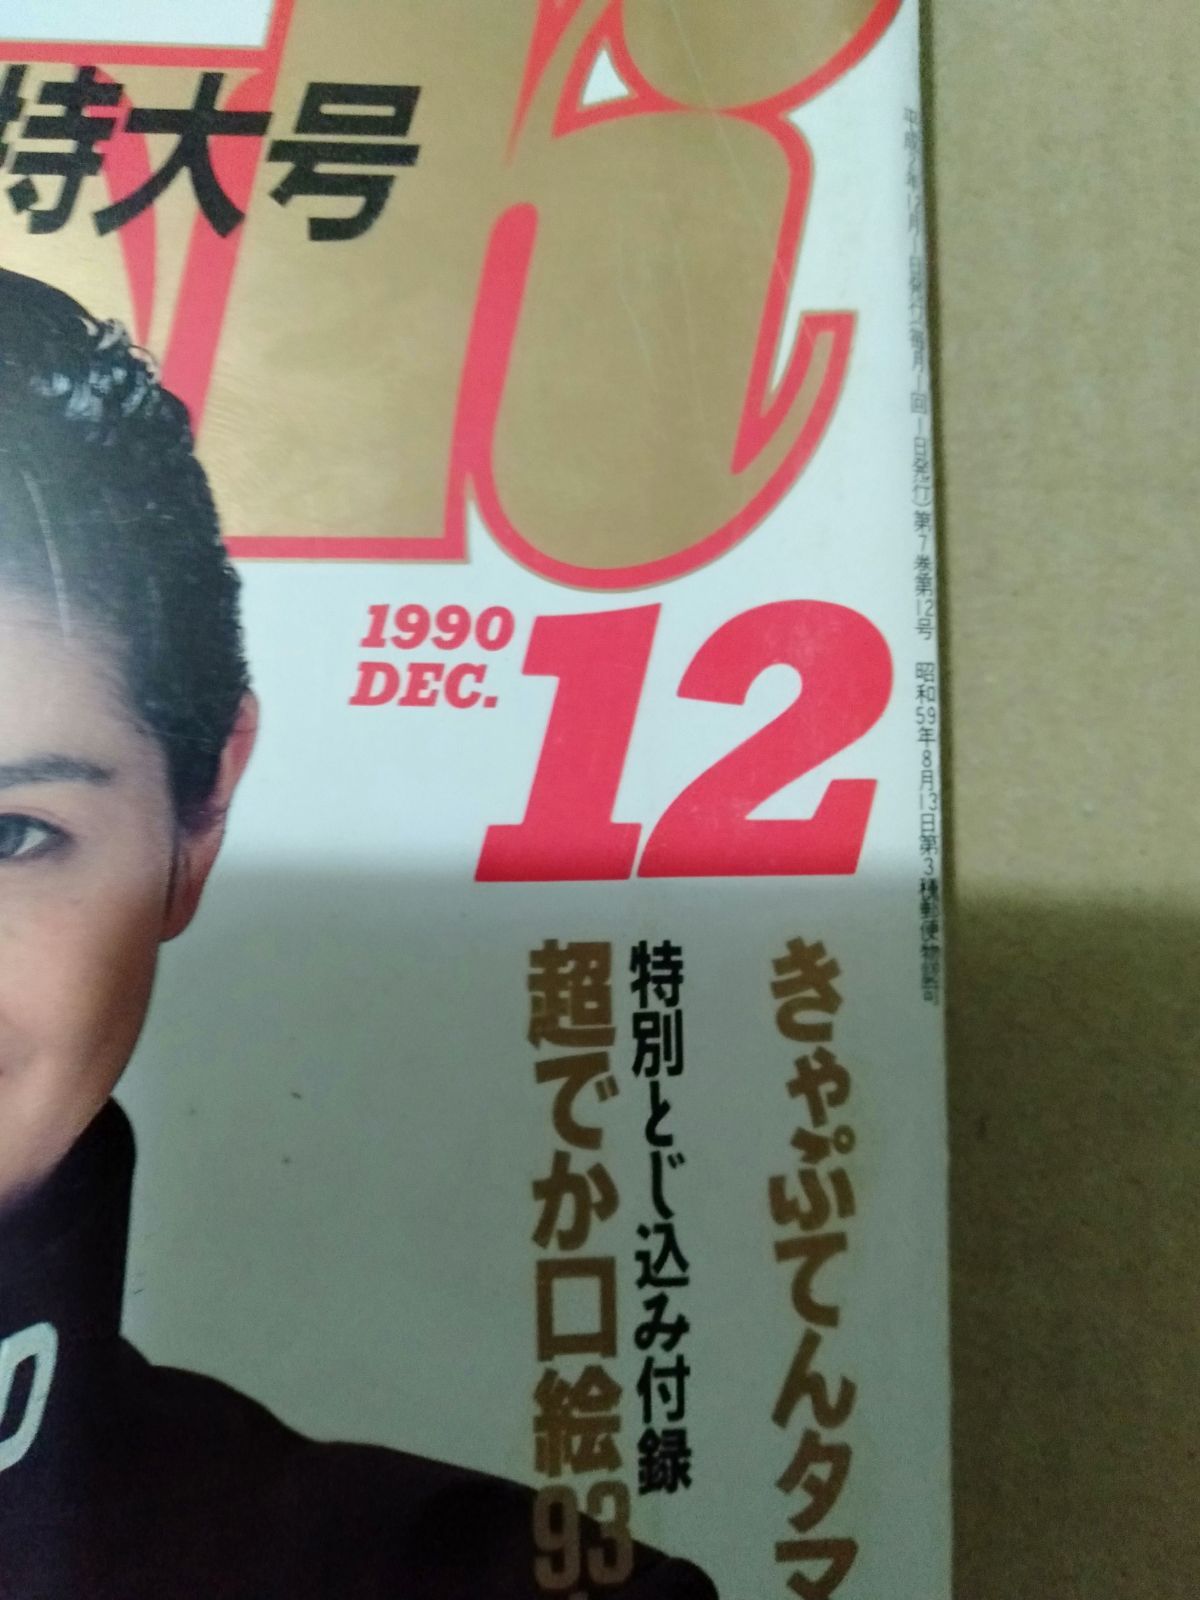 特大号
1990
DEC.
12
平成2年12月1日発行(毎月1回1日発行)第7巻第12号 昭和59年8月13日第3種郵便物認可
きゃぷてんタマ
特別とじ込み付録
超でか口絵93